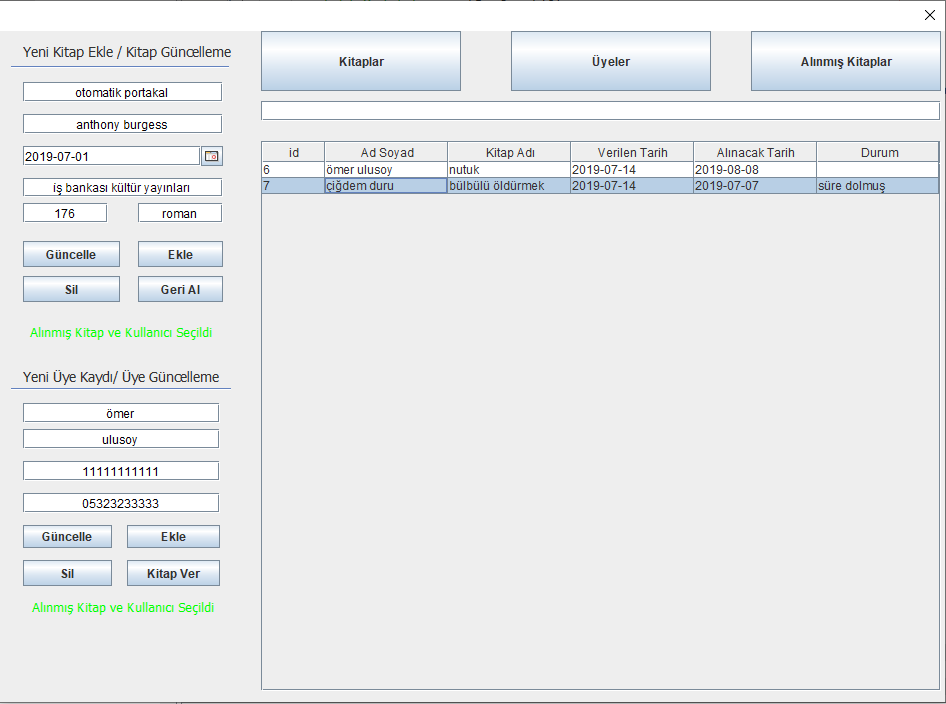 Yeni Kitap Ekle / Kitap Güncelleme
otomatik portakal
anthony burgess
2019-07-01
iş bankası kültür yayınları
176 roman
Güncelle Ekle
Sil Geri Al
Alınmış Kitap ve Kullanıcı Seçildi
Yeni Üye Kaydı/ Üye Güncelleme
ömer
ulusoy
11111111111
05323233333
Güncelle Ekle
Sil Kitap Ver
Alınmış Kitap ve Kullanıcı Seçildi
Kitaplar Üyeler Alınmış Kitaplar
id Ad Soyad Kitap Adı Verilen Tarih Alınacak Tarih Durum
6 ömer ulusoy nutuk 2019-07-14 2019-08-08
7 çiğdem duru bülbülü öldürmek 2019-07-14 2019-07-07 süre dolmuş